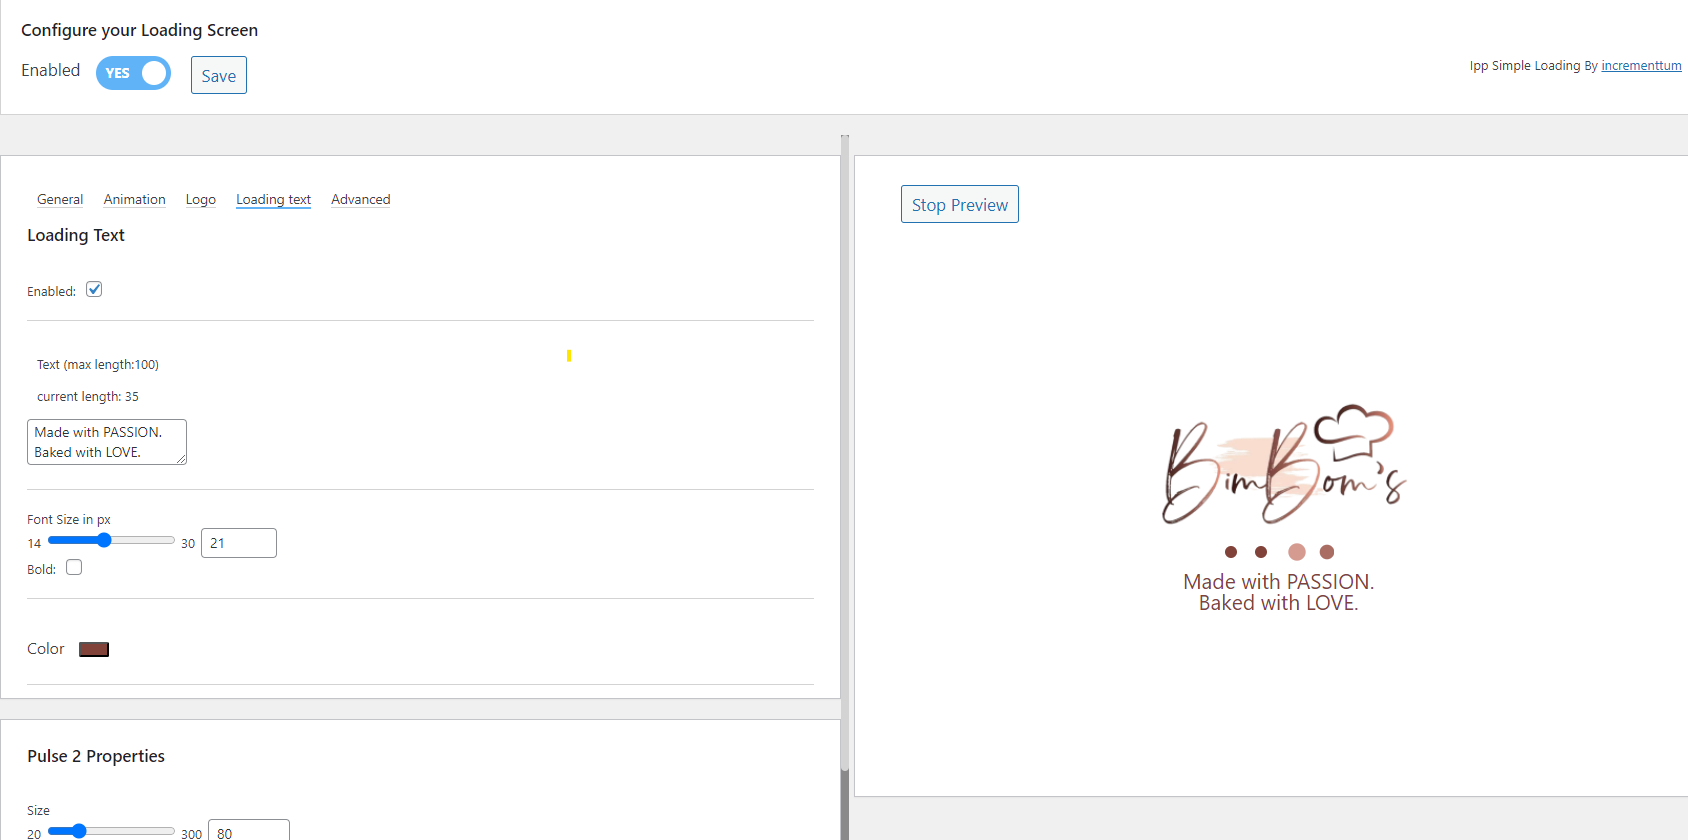 Configure your Loading Screen
Enabled YES Save
Ipp Simple Loading By incrementtum
General Animation Logo Loading text Advanced
Loading Text
Enabled:
Text (max length:100)
current length: 35
Made with PASSION.
Baked with LOVE.
Font Size in px
14 30 21
Bold:
Color
Pulse 2 Properties
Size
20 300 80
Stop Preview
BimBom's
Made with PASSION.
Baked with LOVE.